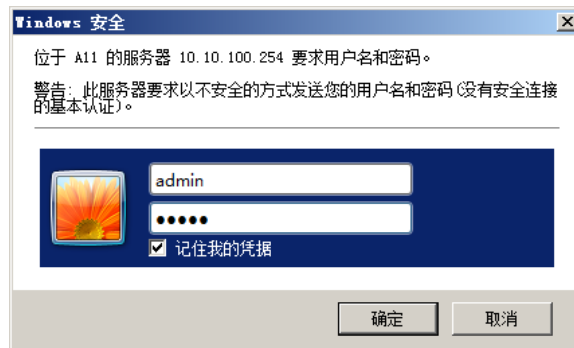 Windows 安全
位于 A11 的服务器 10.10.100.254 要求用户名和密码。
警告: 此服务器要求以不安全的方式发送您的用户名和密码(没有安全连接
的基本认证)。
admin
●●●●●
记住我的凭据
确定
取消